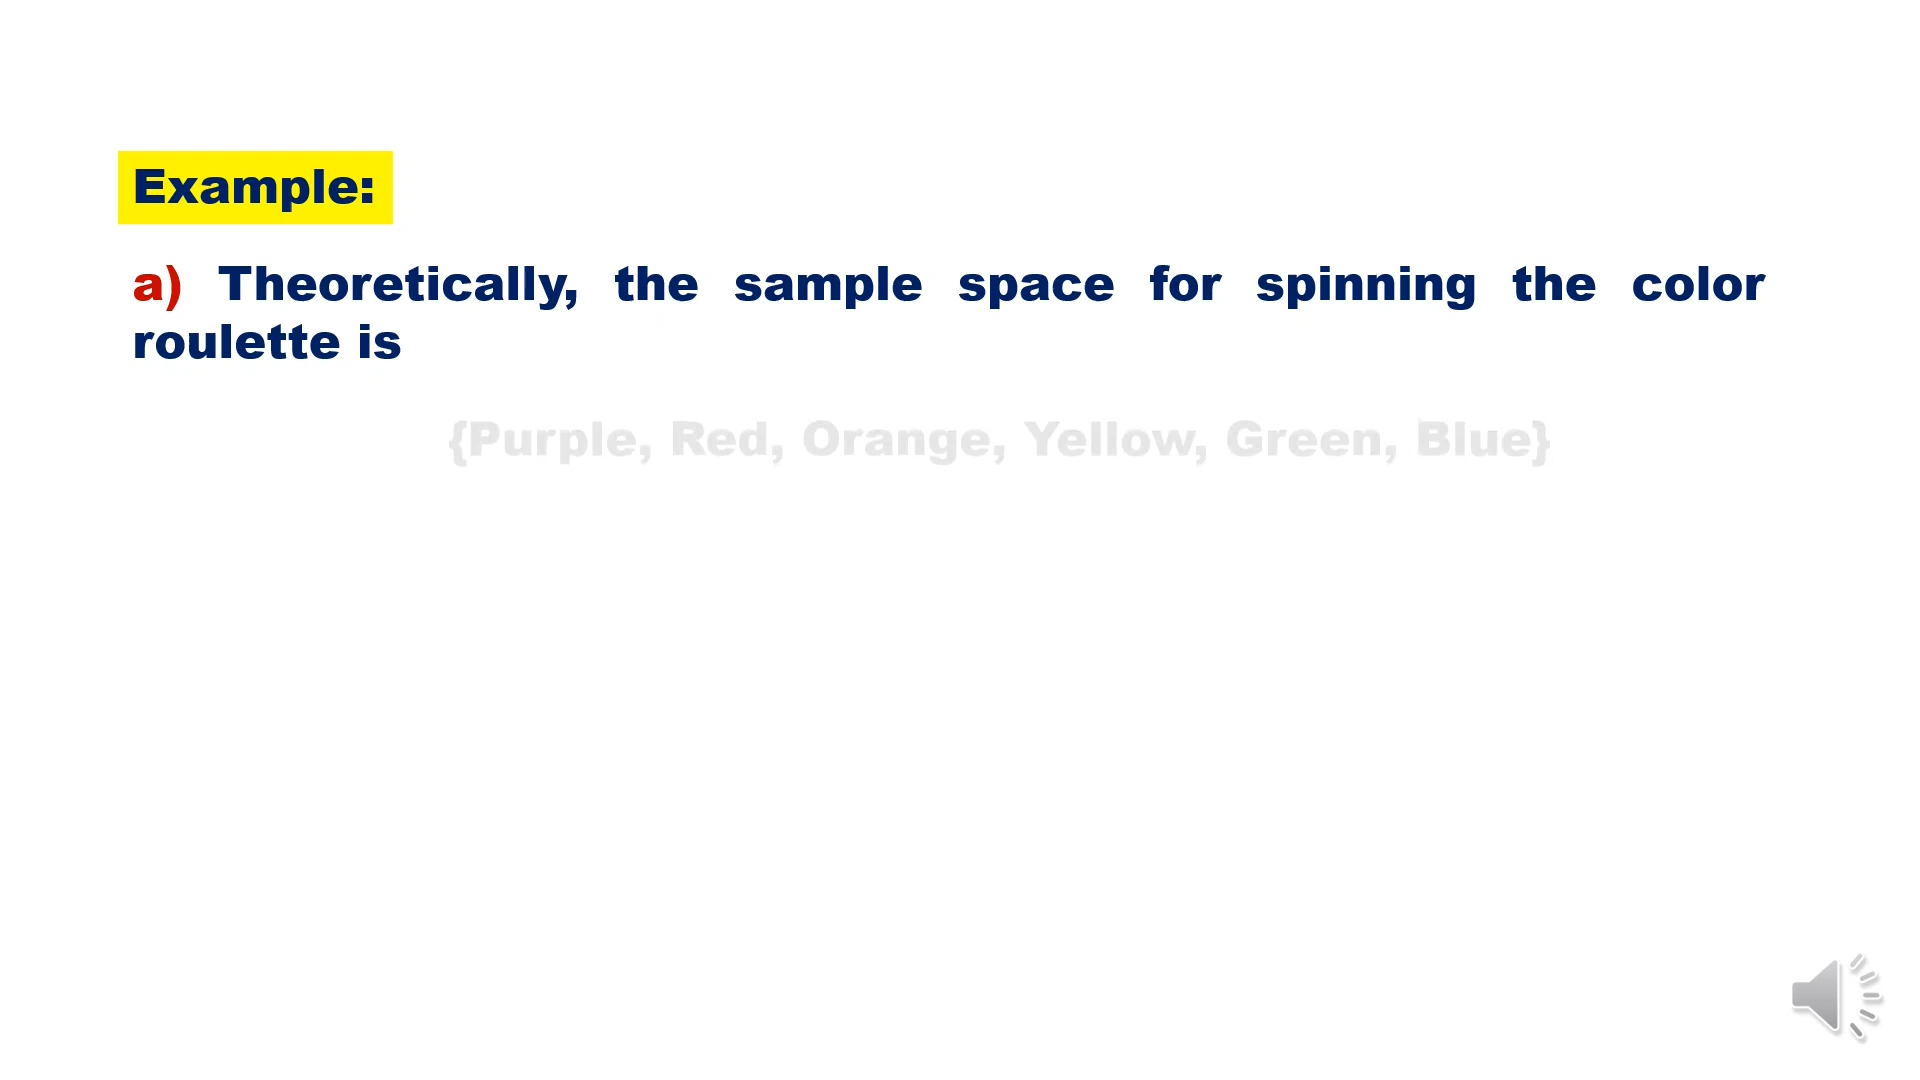 Example:
a) Theoretically, the sample space for spinning the color
roulette is
{Purple, Red, Orange, Yellow, Green, Blue}